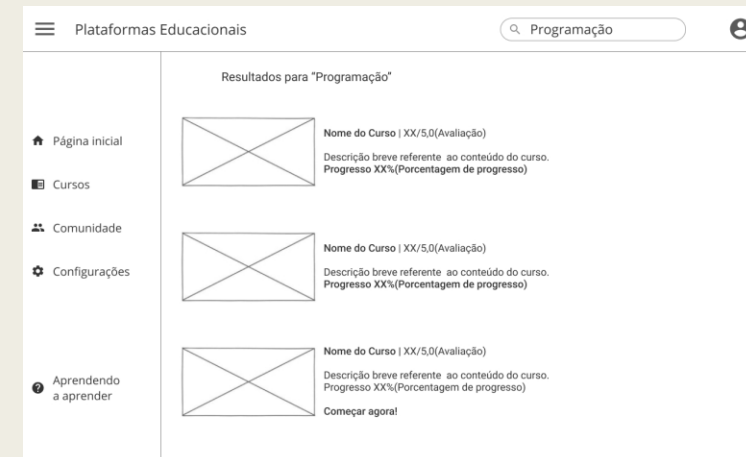 Plataformas Educacionais
Programação
Resultados para "Programação"
Página inicial
Cursos
Comunidade
Configurações
Aprendendo
a aprender
Nome do Curso | XX/5,0(Avaliação)
Descrição breve referente ao conteúdo do curso.
Progresso XX%(Porcentagem de progresso)
Nome do Curso | XX/5,0(Avaliação)
Descrição breve referente ao conteúdo do curso.
Progresso XX%(Porcentagem de progresso)
Nome do Curso | XX/5,0(Avaliação)
Descrição breve referente ao conteúdo do curso.
Progresso XX%(Porcentagem de progresso)
Começar agora!